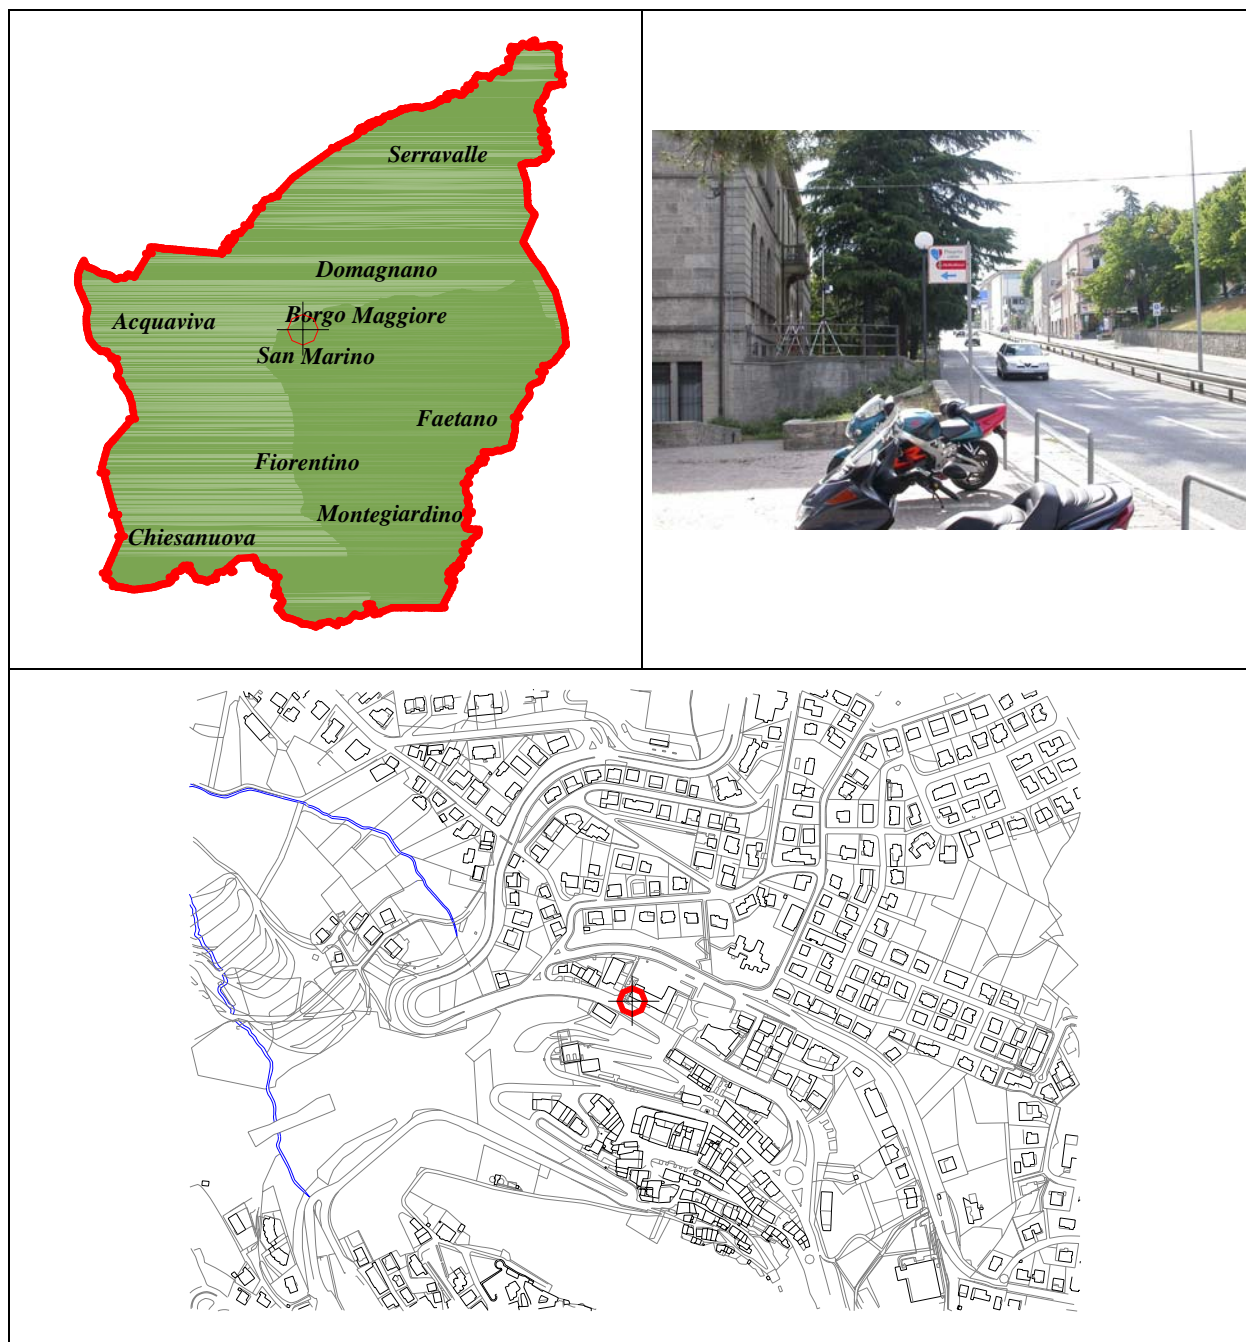 Serravalle
Domagnano
Borgo Maggiore
Acquaviva
San Marino
Faetano
Fiorentino
Montegiardino
Chiesanuova